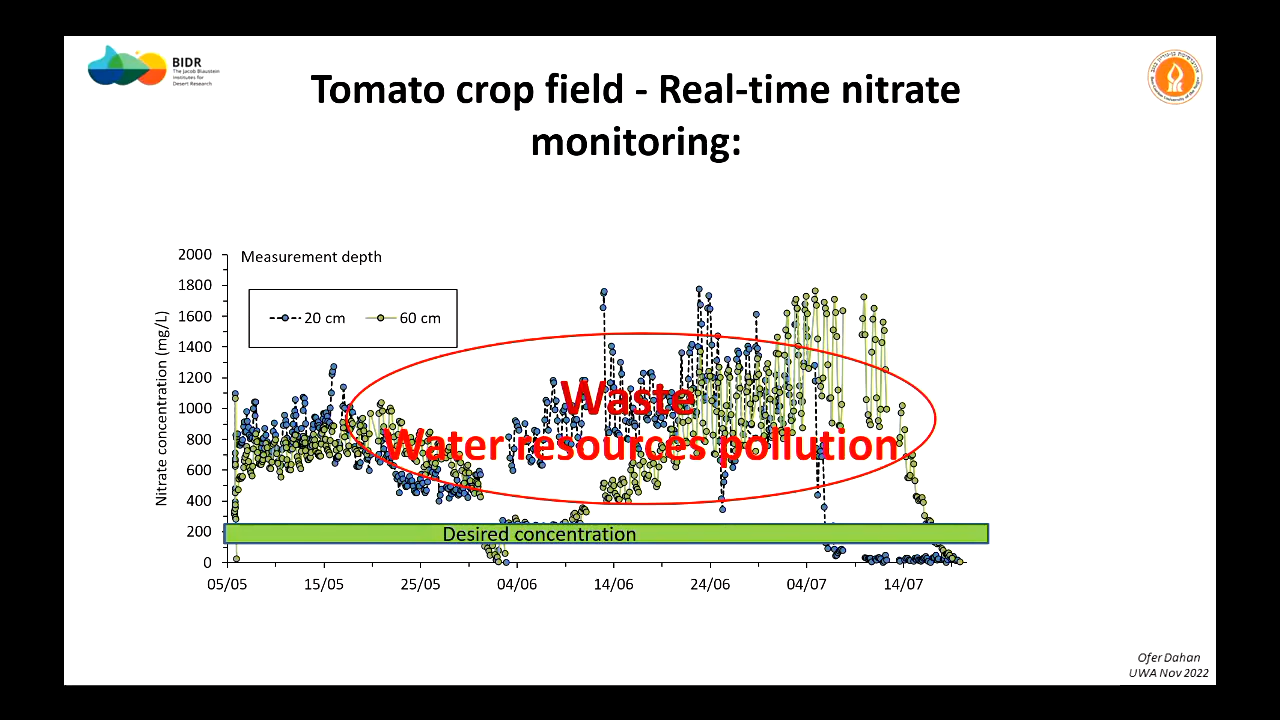 BIDR
The Jacob Blaustein
Institutes for
Desert Research
Tomato crop field - Real-time nitrate
monitoring:
Measurement depth
20 cm
60 cm
Nitrate concentration (mg/L)
2000
1800
1600
1400
1200
1000
800
600
400
200
0
Waste
Water resources pollution
Desired concentration
05/05
15/05
25/05
04/06
14/06
24/06
04/07
14/07
Ofer Dahan
UWA Nov 2022